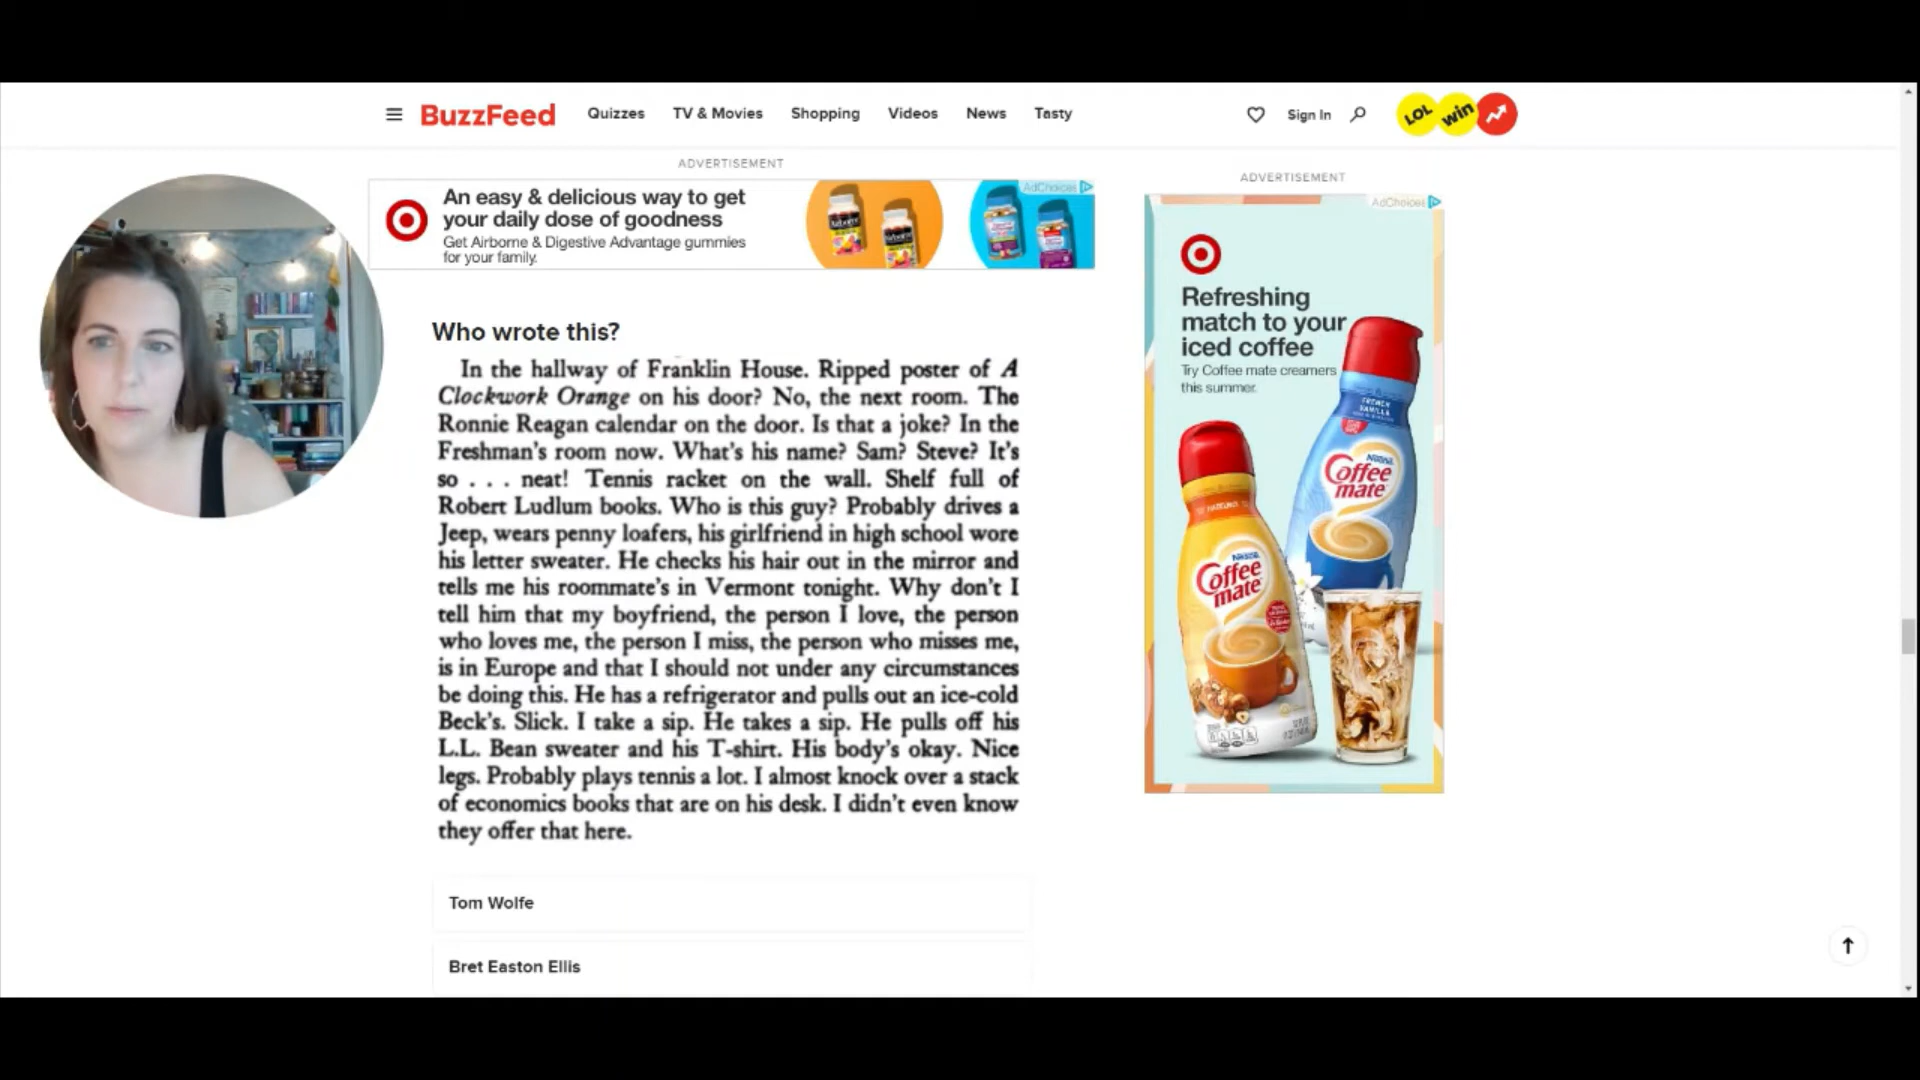 BuzzFeed
Quizzes
TV & Movies
Shopping
Videos
News
Tasty
Sign In
LOL
win
ADVERTISEMENT
An easy & delicious way to get
your daily dose of goodness
Get Airborne & Digestive Advantage gummies
for your family.
AdChoices
Who wrote this?
In the hallway of Franklin House. Ripped poster of A
Clockwork Orange on his door? No, the next room. The
Ronnie Reagan calendar on the door. Is that a joke? In the
Freshman's room now. What's his name? Sam? Steve? It's
so . . . neat! Tennis racket on the wall. Shelf full of
Robert Ludlum books. Who is this guy? Probably drives a
Jeep, wears penny loafers, his girlfriend in high school wore
his letter sweater. He checks his hair out in the mirror and
tells me his roommate's in Vermont tonight. Why don't I
tell him that my boyfriend, the person I love, the person
who loves me, the person I miss, the person who misses me,
is in Europe and that I should not under any circumstances
be doing this. He has a refrigerator and pulls out an ice-cold
Beck's. Slick. I take a sip. He takes a sip. He pulls off his
L.L. Bean sweater and his T-shirt. His body's okay. Nice
legs. Probably plays tennis a lot. I almost knock over a stack
of economics books that are on his desk. I didn't even know
they offer that here.
Tom Wolfe
Bret Easton Ellis
ADVERTISEMENT
AdChoices
Refreshing
match to your
iced coffee
Try Coffee mate creamers
this summer.
FRENCH
VANILLA
Nestle
Coffee
mate
HAZELNUT
Nestle
Coffee
mate